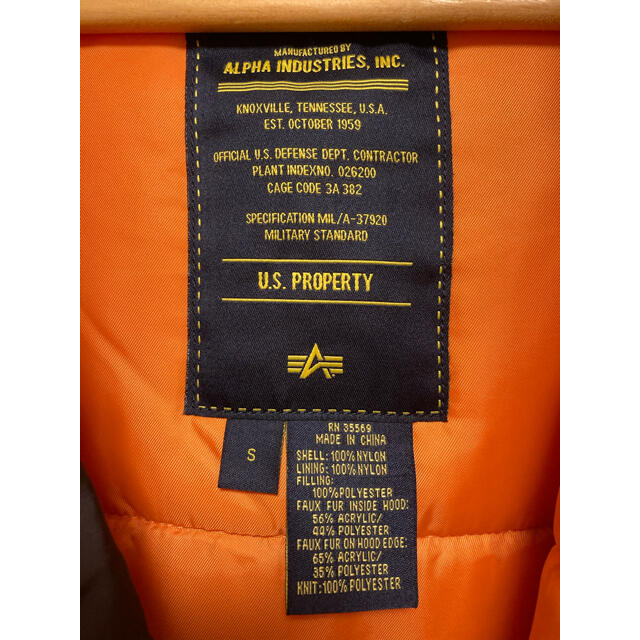 MANUFACTURED BY
ALPHA INDUSTRIES, INC.
KNOXVILLE, TENNESSEE, U.S.A.
EST. OCTOBER 1959
OFFICIAL U.S. DEFENSE DEPT. CONTRACTOR
PLANT INDEXNO. 026200
CAGE CODE 3A 382
SPECIFICATION MIL/A-37920
MILITARY STANDARD
U.S. PROPERTY
S
RN 35569
MADE IN CHINA
SHELL: 100% NYLON
LINING: 100% NYLON
FILLING:
100% POLYESTER
FAUX FUR INSIDE HOOD:
56% ACRYLIC/
44% POLYESTER
FAUX FUR ON HOOD EDGE:
65% ACRYLIC/
35% POLYESTER
KNIT: 100% POLYESTER